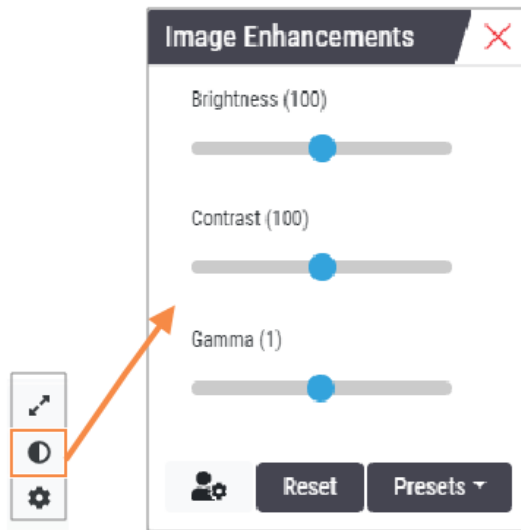 Image Enhancements
Brightness (100)
Contrast (100)
Gamma (1)
Reset Presets